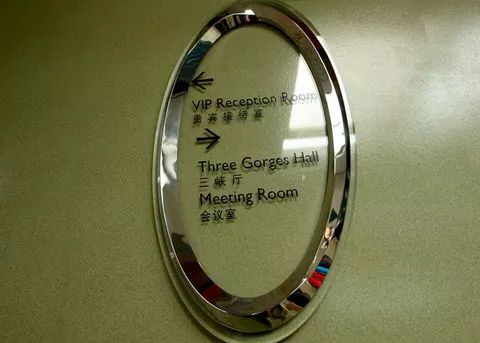 ←
VIP Reception Room
贵宾接待室
→
Three Gorges Hall
三峡厅
Meeting Room
会议室